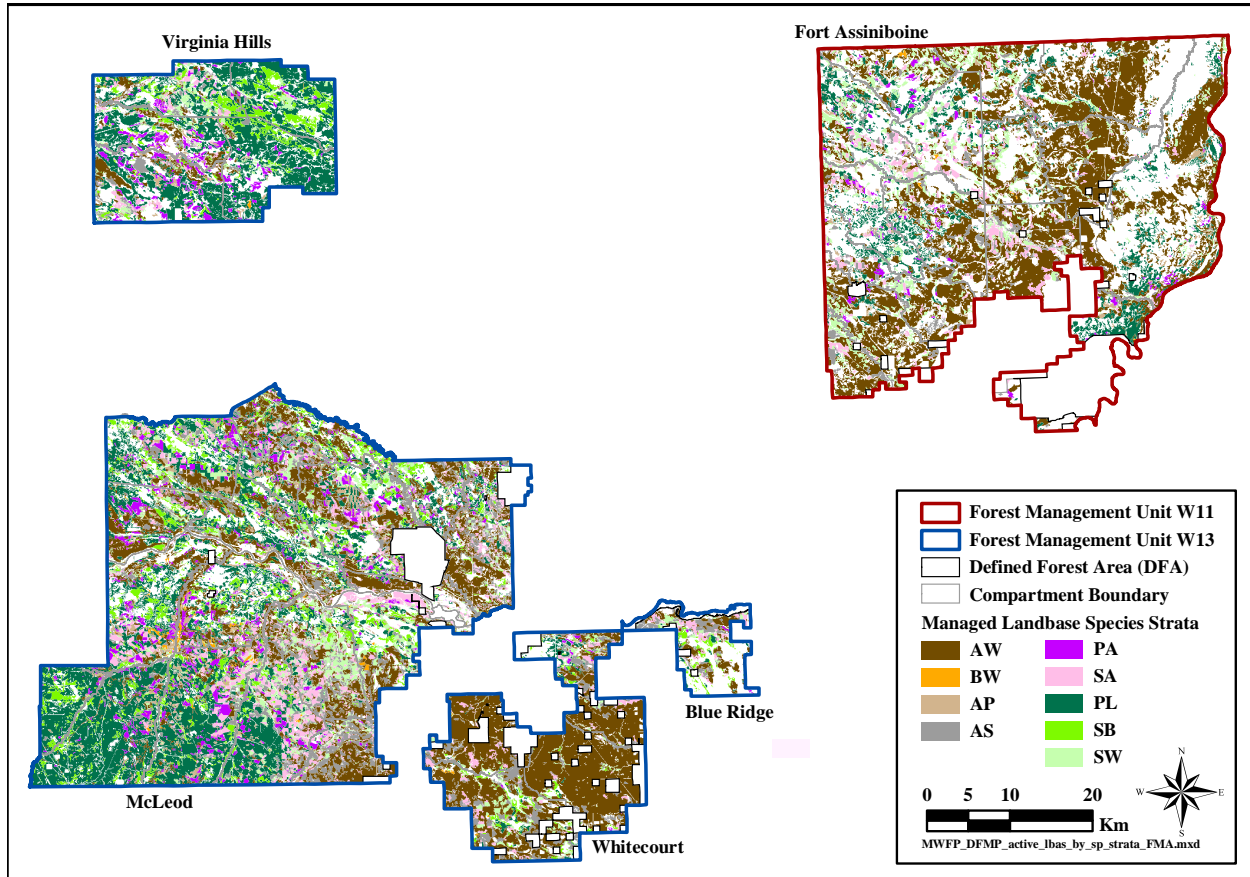 Virginia Hills
Fort Assiniboine
McLeod
Blue Ridge
Whitecourt
Forest Management Unit W11
Forest Management Unit W13
Defined Forest Area (DFA)
Compartment Boundary
Managed Landbase Species Strata
AW PA
BW SA
AP PL
AS SB
SW
N
W E
S
0 5 10 20
Km
MWFP_DFMP_active_lbas_by_sp_strata_FMA.mxd